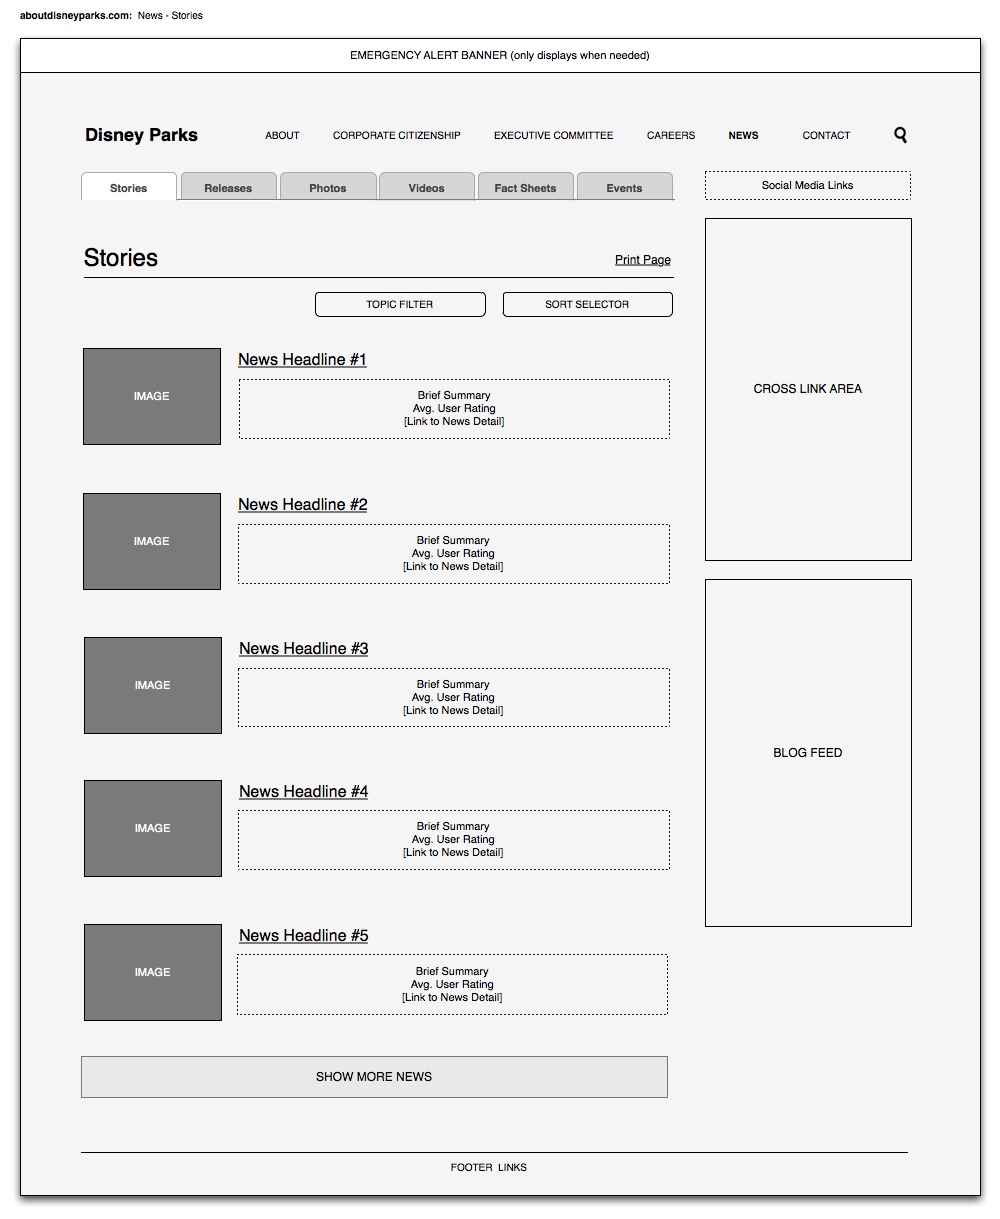 aboutdisneyparks.com: News - Stories
EMERGENCY ALERT BANNER (only displays when needed)
Disney Parks ABOUT CORPORATE CITIZENSHIP EXECUTIVE COMMITTEE CAREERS NEWS CONTACT
Stories Releases Photos Videos Fact Sheets Events
Social Media Links
Stories
Print Page
TOPIC FILTER SORT SELECTOR
News Headline #1
IMAGE
Brief Summary
Avg. User Rating
[Link to News Detail]
News Headline #2
IMAGE
Brief Summary
Avg. User Rating
[Link to News Detail]
News Headline #3
IMAGE
Brief Summary
Avg. User Rating
[Link to News Detail]
News Headline #4
IMAGE
Brief Summary
Avg. User Rating
[Link to News Detail]
News Headline #5
IMAGE
Brief Summary
Avg. User Rating
[Link to News Detail]
SHOW MORE NEWS
CROSS LINK AREA
BLOG FEED
FOOTER LINKS